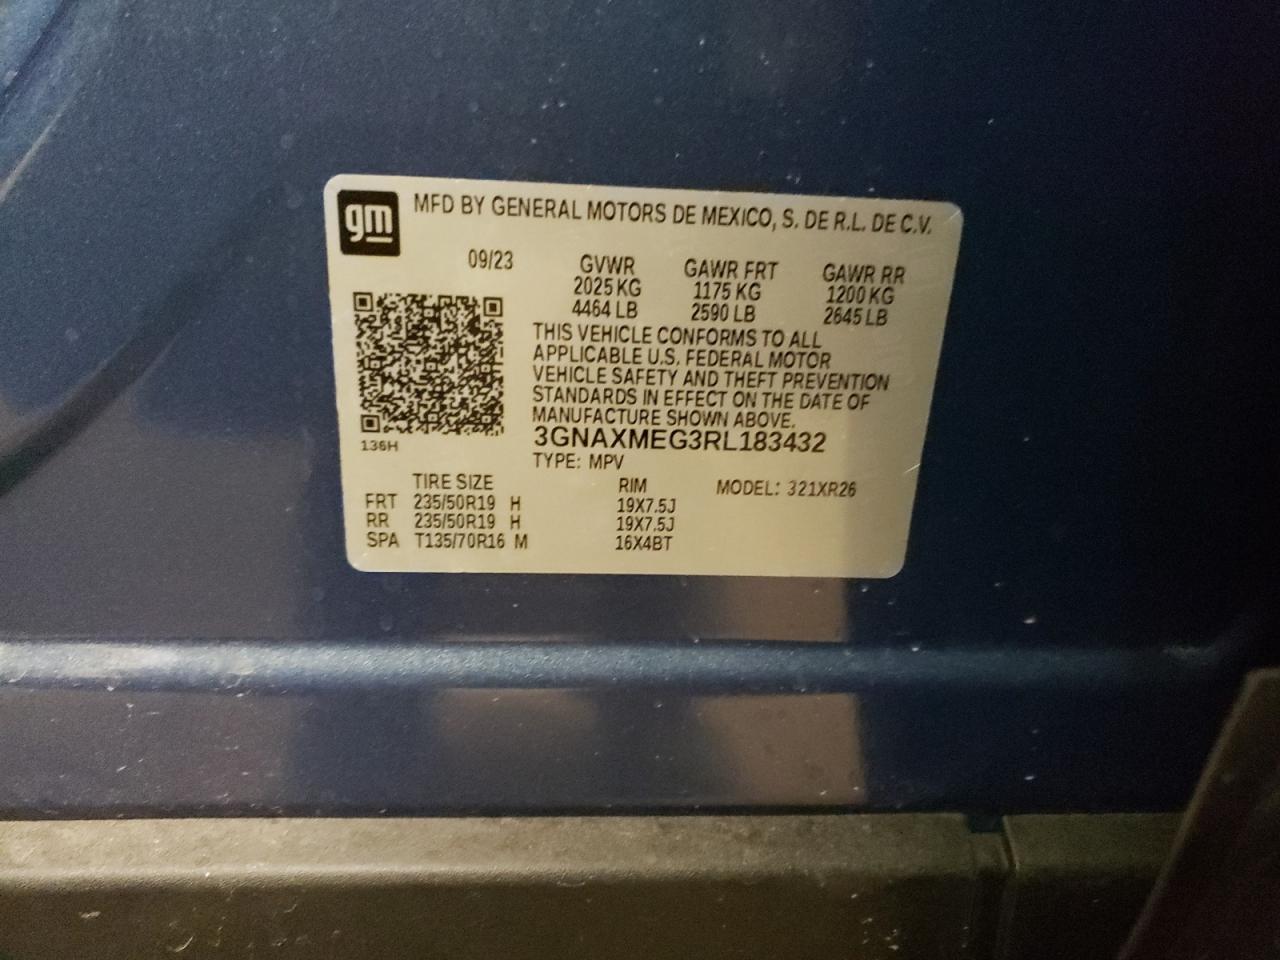 gm MFD BY GENERAL MOTORS DE MEXICO, S. DE R.L. DE C.V.
09/23 GVWR GAWR FRT GAWR RR
2025 KG 1175 KG 1200 KG
4464 LB 2590 LB 2645 LB
THIS VEHICLE CONFORMS TO ALL
APPLICABLE U.S. FEDERAL MOTOR
VEHICLE SAFETY AND THEFT PREVENTION
STANDARDS IN EFFECT ON THE DATE OF
MANUFACTURE SHOWN ABOVE.
136H 3GNAXMEG3RL183432
TYPE: MPV
TIRE SIZE RIM MODEL: 321XR26
FRT 235/50R19 H 19X7.5J
RR 235/50R19 H 19X7.5J
SPA T135/70R16 M 16X4BT